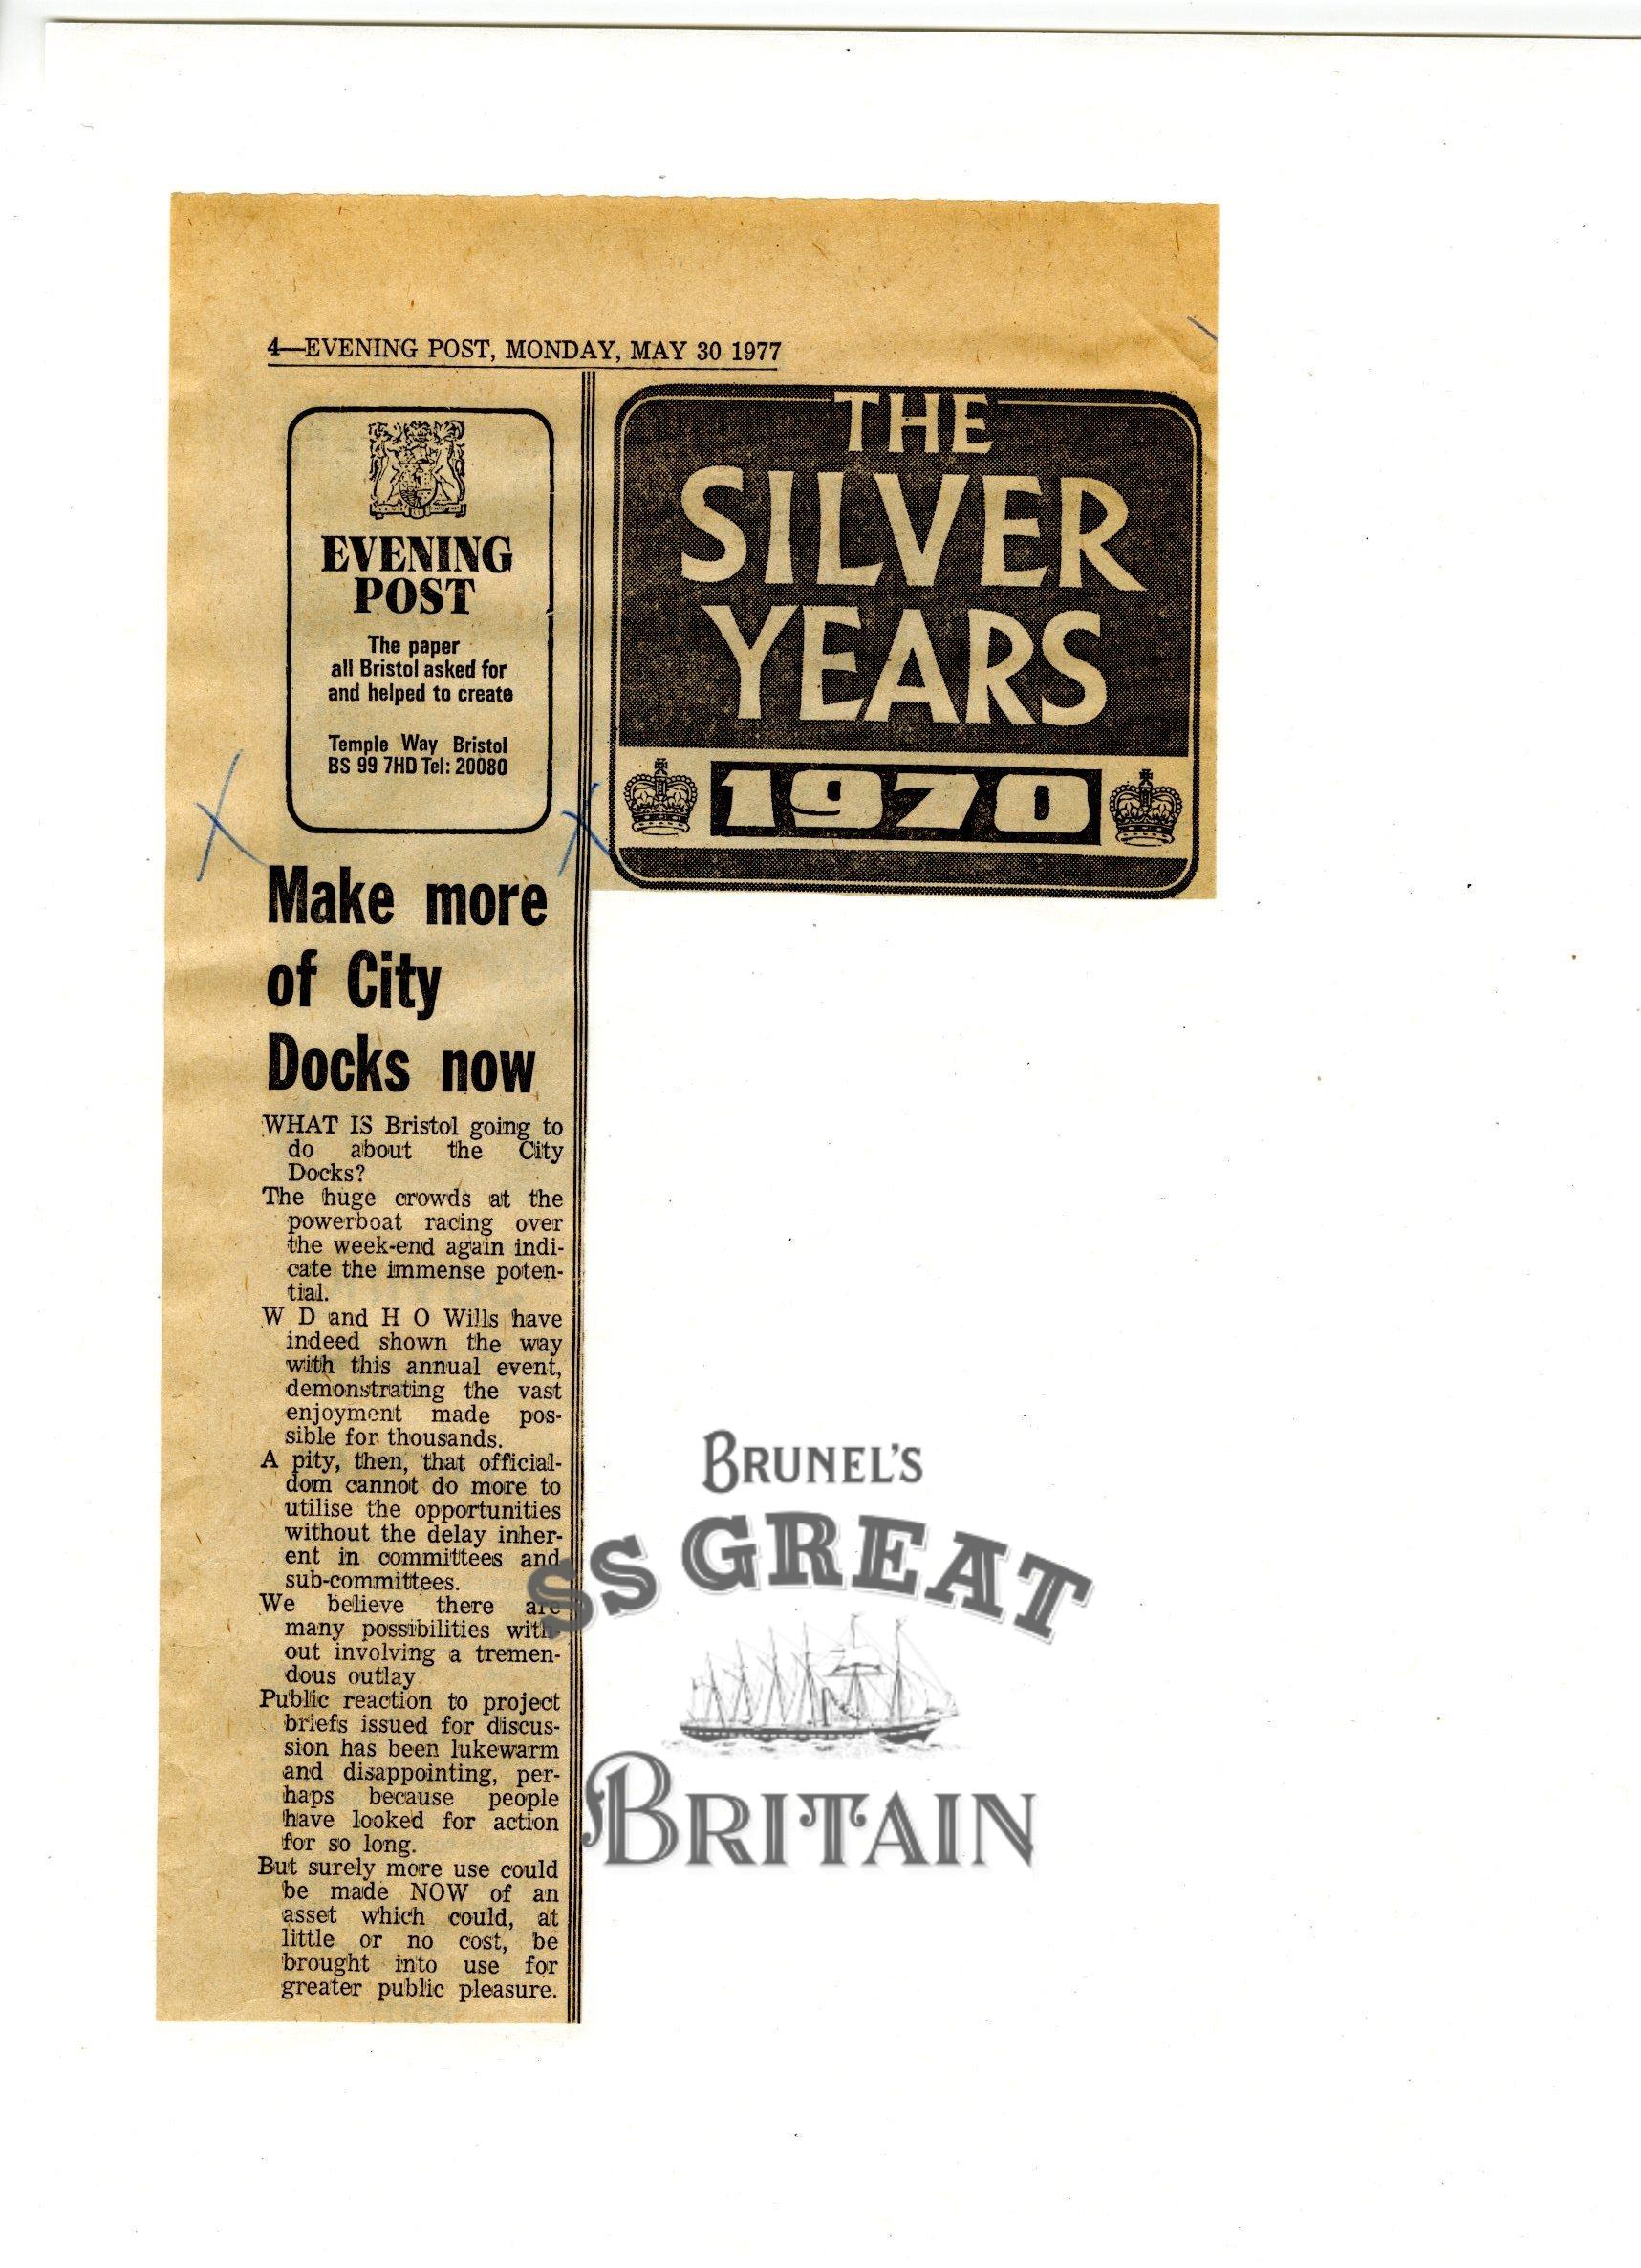 4—EVENING POST, MONDAY, MAY 30 1977
EVENING
POST
The paper
all Bristol asked for
and helped to create
Temple Way Bristol
BS 99 7HD Tel: 20080
THE
SILVER
YEARS
1970
Make more
of City
Docks now
WHAT IS Bristol going to
do about the City
Docks?
The huge crowds at the
powerboat racing over
the week-end again indi-
cate the immense poten-
tial.
W D and H O Wills have
indeed shown the way
with this annual event,
demonstrating the vast
enjoyment made pos-
sible for thousands.
A pity, then, that official-
dom cannot do more to
utilise the opportunities
without the delay inher-
ent in committees and
sub-committees.
We believe there are
many possibilities with-
out involving a tremen-
dous outlay.
Public reaction to project
briefs issued for discus-
sion has been lukewarm
and disappointing, per-
haps because people
have looked for action
for so long.
But surely more use could
be made NOW of an
asset which could, at
little or no cost, be
brought into use for
greater public pleasure.
BRUNEL'S
SS GREAT
BRITAIN